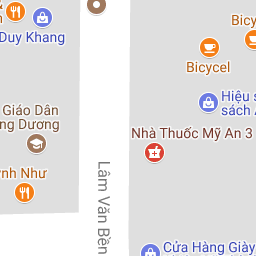 Duy Khang
Bicy
Bicycel
Hiệu s
sách
Giáo Dân
ng Dương
Nhà Thuốc Mỹ An 3
ỳnh Như
Lâm Văn Bền
Cửa Hàng Giày